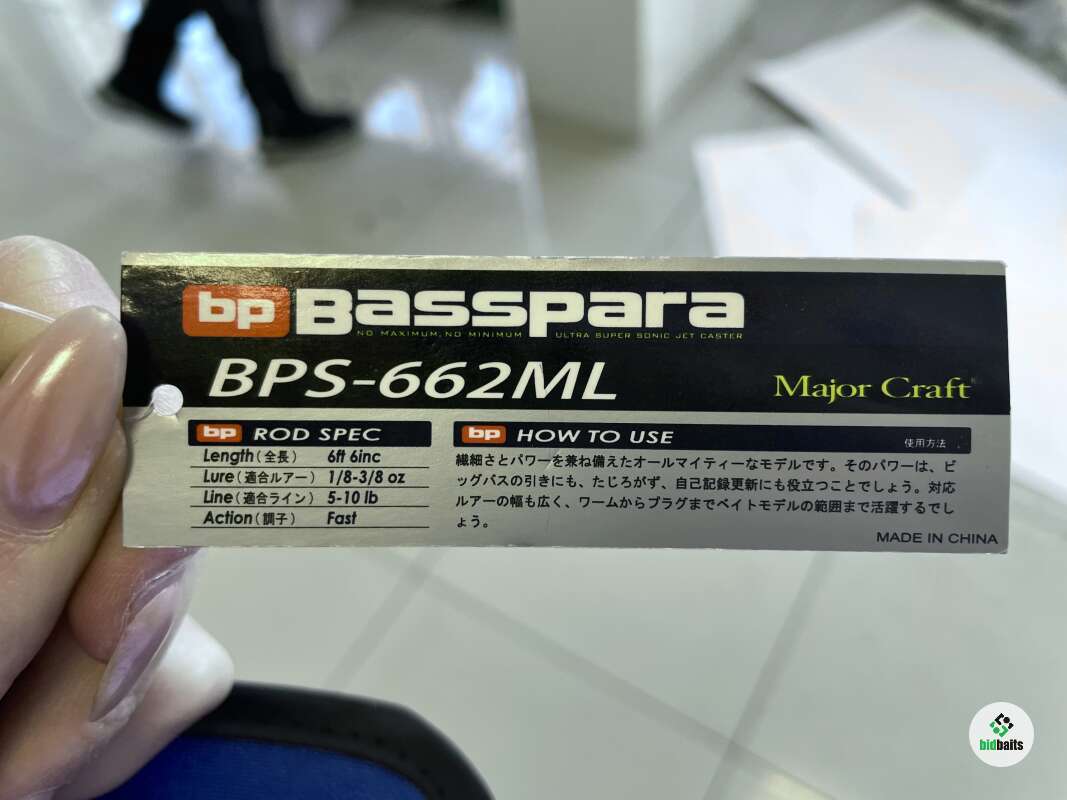 bp Basspara
NO MAXIMUM, NO MINIMUM ULTRA SUPER SONIC JET CASTER
BPS-662ML
Major Craft
bp ROD SPEC
Length(全長) 6ft 6inc
Lure(適合ルアー) 1/8-3/8 oz
Line(適合ライン) 5-10 lb
Action(調子) Fast
bp HOW TO USE 使用方法
繊細さとパワーを兼ね備えたオールマイティーなモデルです。そのパワーは、ビ
ッグバスの引きにも、たじろがず、自己記録更新にも役立つことでしょう。対応
ルアーの幅も広く、ワームからプラグまでベイトモデルの範囲まで活躍するでし
ょう。
MADE IN CHINA
bidbaits